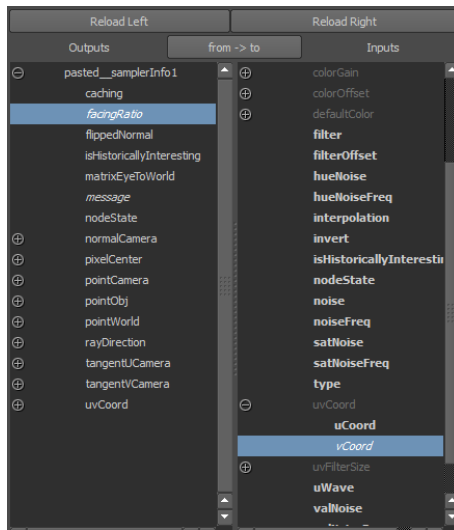 Reload Left
Reload Right
Outputs
from -> to
Inputs
pasted__samplerInfo1
caching
facingRatio
flippedNormal
isHistoricallyInteresting
matrixEyeToWorld
message
nodeState
normalCamera
pixelCenter
pointCamera
pointObj
pointWorld
rayDirection
tangentUCamera
tangentVCamera
uvCoord
colorGain
colorOffset
defaultColor
filter
filterOffset
hueNoise
hueNoiseFreq
interpolation
invert
isHistoricallyInterestin
nodeState
noise
noiseFreq
satNoise
satNoiseFreq
type
uvCoord
uCoord
vCoord
uvFilterSize
uWave
valNoise